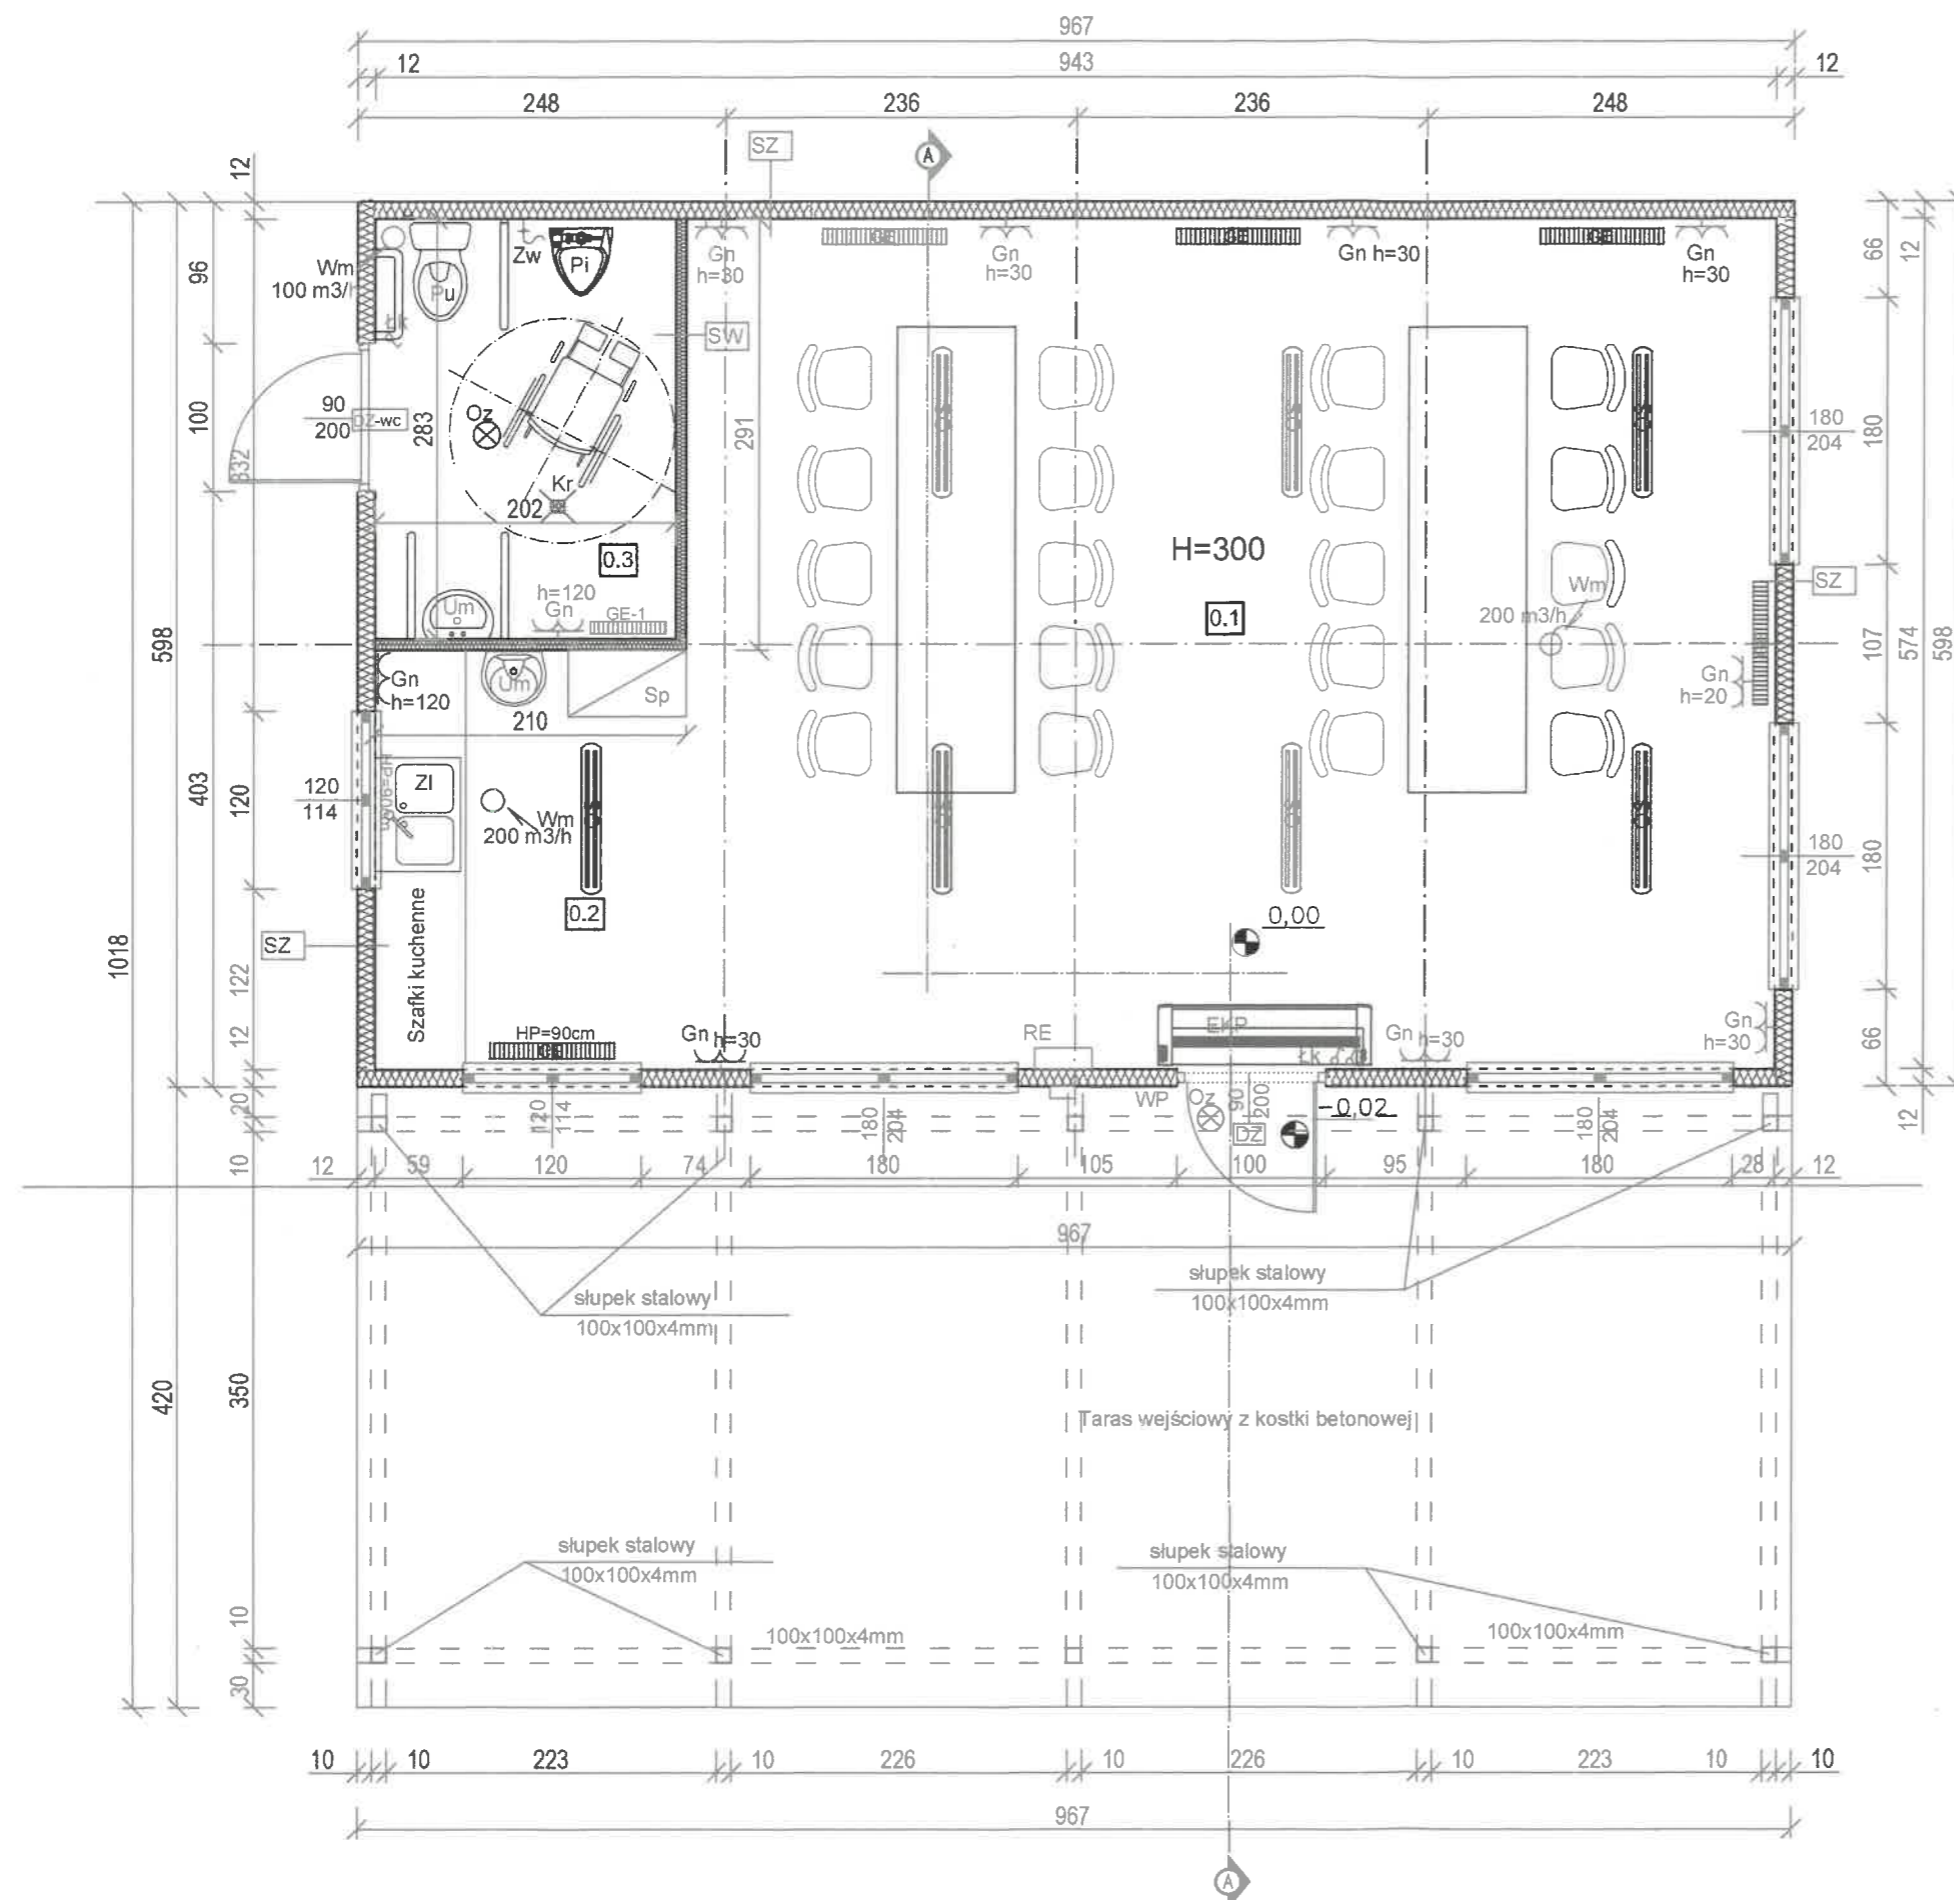 967
12
943
12
248
236
236
248
SZ
A
12
96
100
332
403
120
122
12
20
10
350
10
30
598
1018
420
Wm
100 m3/
Pu
Zw
Pi
Gn
h=30
GE
Gn
h=30
GE
Gn h=30
GE
Gn
h=30
66
12
SW
90
200
DZ-wc
283
Oz
Kr
202
291
0.3
h=120
Gn
GE-1
Um
H=300
0.1
Wm
200 m3/h
180
204
180
SZ
107
574
598
Gn
h=20
Gn
h=120
Um
Sp
210
120
114
Zl
Wm
200 m3/h
0.2
SZ
Szafki kuchenne
0,00
180
204
180
HP=90cm
GE
Gn h=30
RE
EKP
Łk
Gn h=30
Gn
h=30
66
12
120
114
180
204
WP
Oz
90
200
DZ
-0,02
180
204
12
59
120
74
180
105
100
95
180
28
12
967
słupek stalowy
100x100x4mm
słupek stalowy
100x100x4mm
Taras wejściowy z kostki betonowej
słupek stalowy
100x100x4mm
słupek stalowy
100x100x4mm
100x100x4mm
100x100x4mm
10
10
223
10
226
10
226
10
223
10
10
967
A